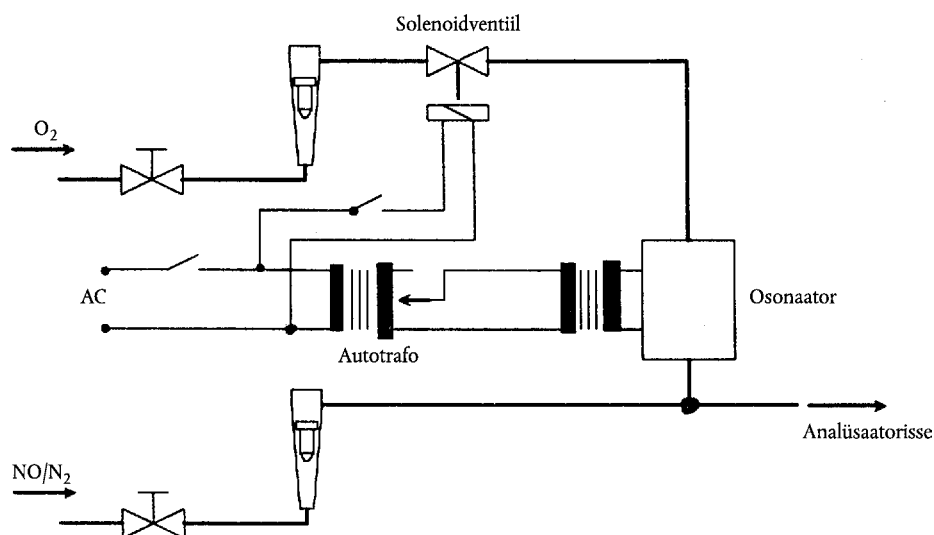 Solenoidventiil
O₂
AC
Osonaator
Autotrafo
Analüsaatorisse
NO/N₂